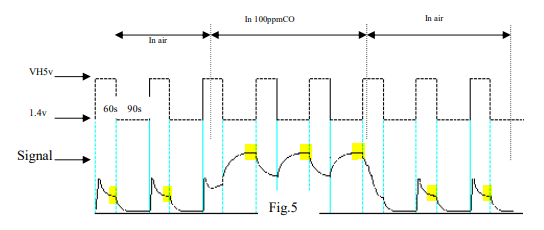 In 100ppmCO
In air
In air
VH5v
60s 90s
1.4v
Signal
Fig.5